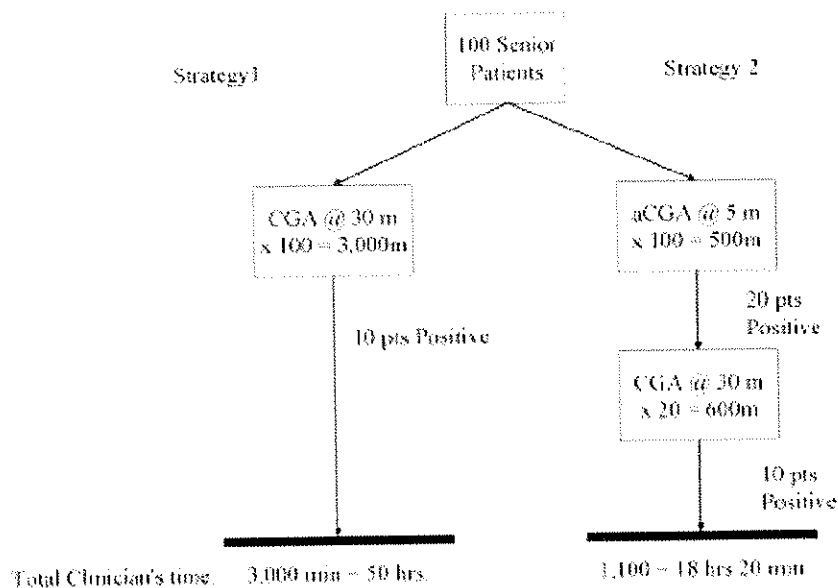 100 Senior
Patients
Strategy1
Strategy 2
CGA @ 30 m
x 100 = 3,000m
aCGA @ 5 m
x 100 = 500m
10 pts Positive
20 pts
Positive
CGA @ 30 m
x 20 = 600m
10 pts
Positive
Total Clinician's time: 3,000 min = 50 hrs. 1,100 = 18 hrs 20 min